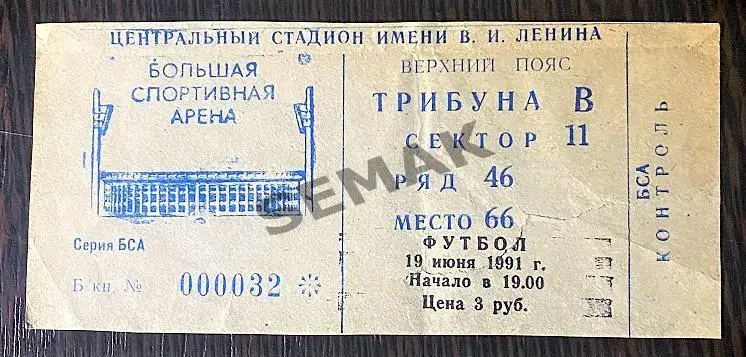 ЦЕНТРАЛЬНЫЙ СТАДИОН ИМЕНИ В. И. ЛЕНИНА
БОЛЬШАЯ
СПОРТИВНАЯ
АРЕНА
Серия БСА
Б кн. № 000032 *
ВЕРХНИЙ ПОЯС
ТРИБУНА В
СЕКТОР 11
РЯД 46
МЕСТО 66
ФУТБОЛ
19 июня 1991 г.
Начало в 19.00
Цена 3 руб.
БСА
КОНТРОЛЬ
SEMAK